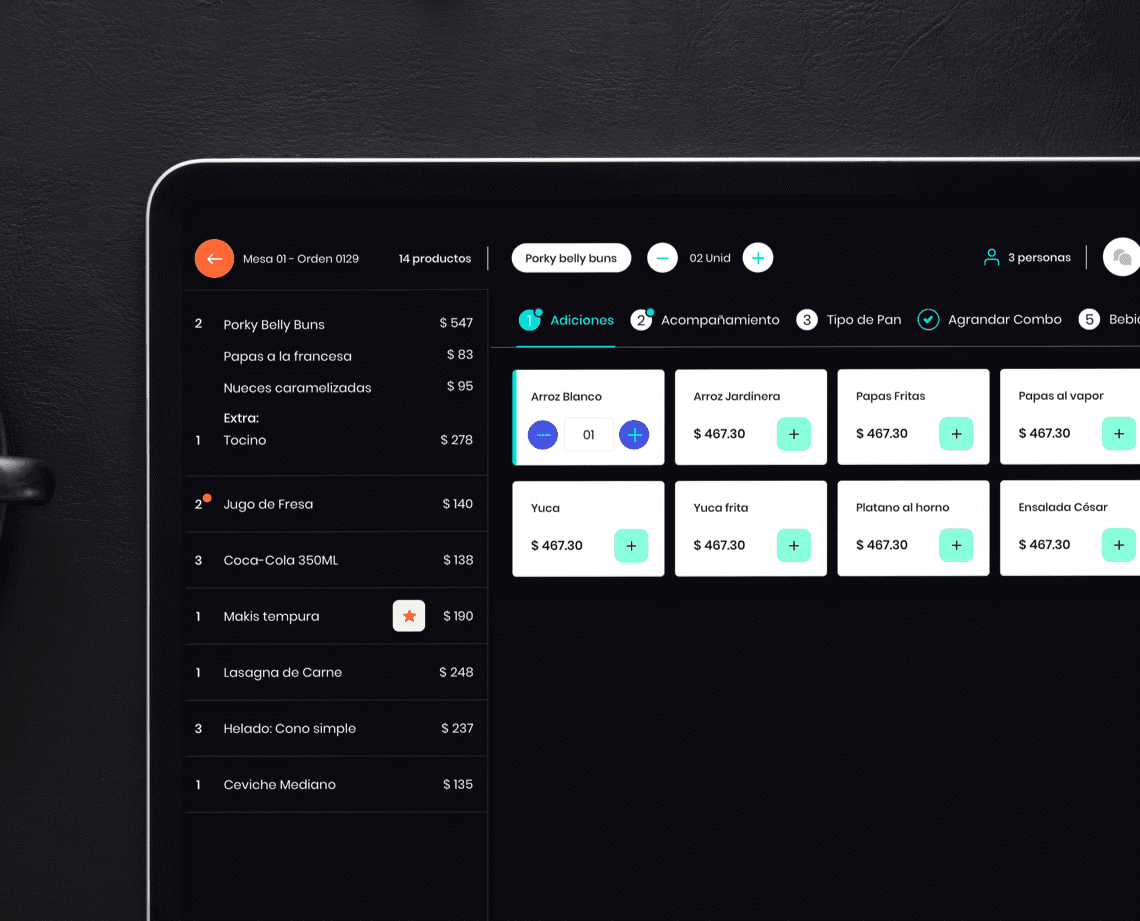 Mesa 01 - Orden 0129
14 productos
2 Porky Belly Buns $ 547
Papas a la francesa $ 83
Nueces caramelizadas $ 95
Extra:
1 Tocino $ 278
2 Jugo de Fresa $ 140
3 Coca-Cola 350ML $ 138
1 Makis tempura $ 190
1 Lasagna de Carne $ 248
3 Helado: Cono simple $ 237
1 Ceviche Mediano $ 135
Porky belly buns
02 Unid
3 personas
1 Adiciones
2 Acompañamiento
3 Tipo de Pan
Agrandar Combo
5 Bebi
Arroz Blanco
01
Arroz Jardinera
$ 467.30 +
Papas Fritas
$ 467.30 +
Papas al vapor
$ 467.30 +
Yuca
$ 467.30 +
Yuca frita
$ 467.30 +
Platano al horno
$ 467.30 +
Ensalada César
$ 467.30 +